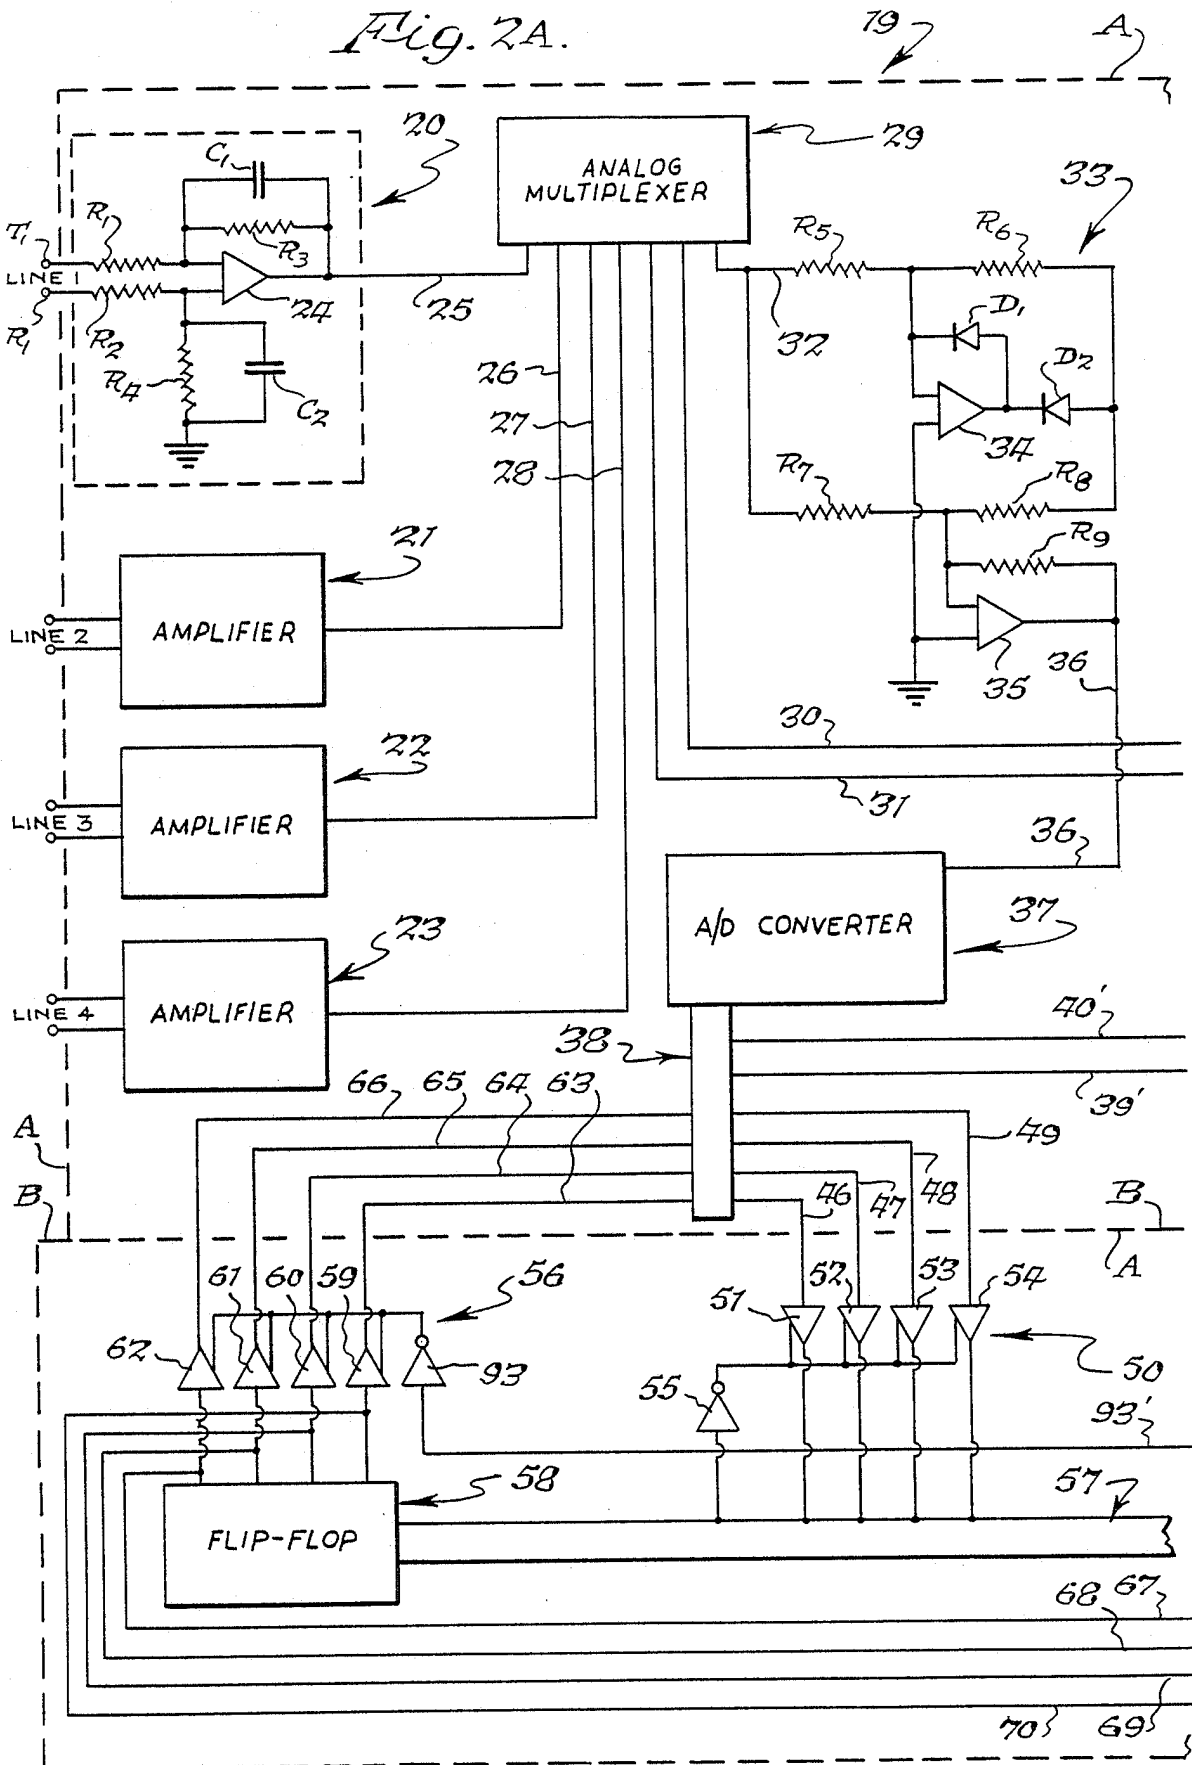 Fig. 2A.
19
A
20
C1
R1
R3
T1
LINE 1
R1
R2
24
R4
C2
25
ANALOG
MULTIPLEXER
29
33
R5
R6
32
D1
D2
34
26
27
28
R7
R8
R9
35
36
21
AMPLIFIER
LINE 2
30
31
22
AMPLIFIER
LINE 3
36
A/D CONVERTER
37
23
AMPLIFIER
LINE 4
38
40'
39'
66
65
64
63
49
A
B
46
47
48
B
A
61
60
59
56
62
93
51
52
53
54
50
55
93'
58
FLIP-FLOP
57
67
68
69
70